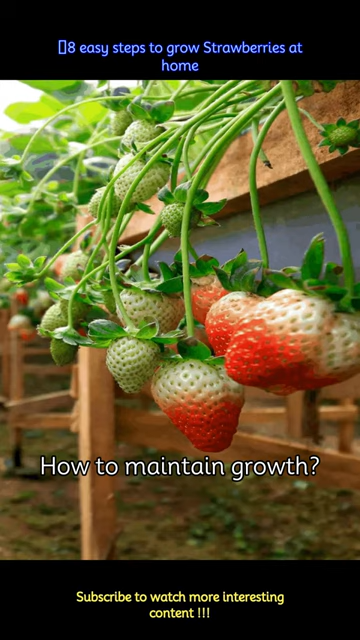 8 easy steps to grow Strawberries at
home
How to maintain growth?
Subscribe to watch more interesting
content !!!